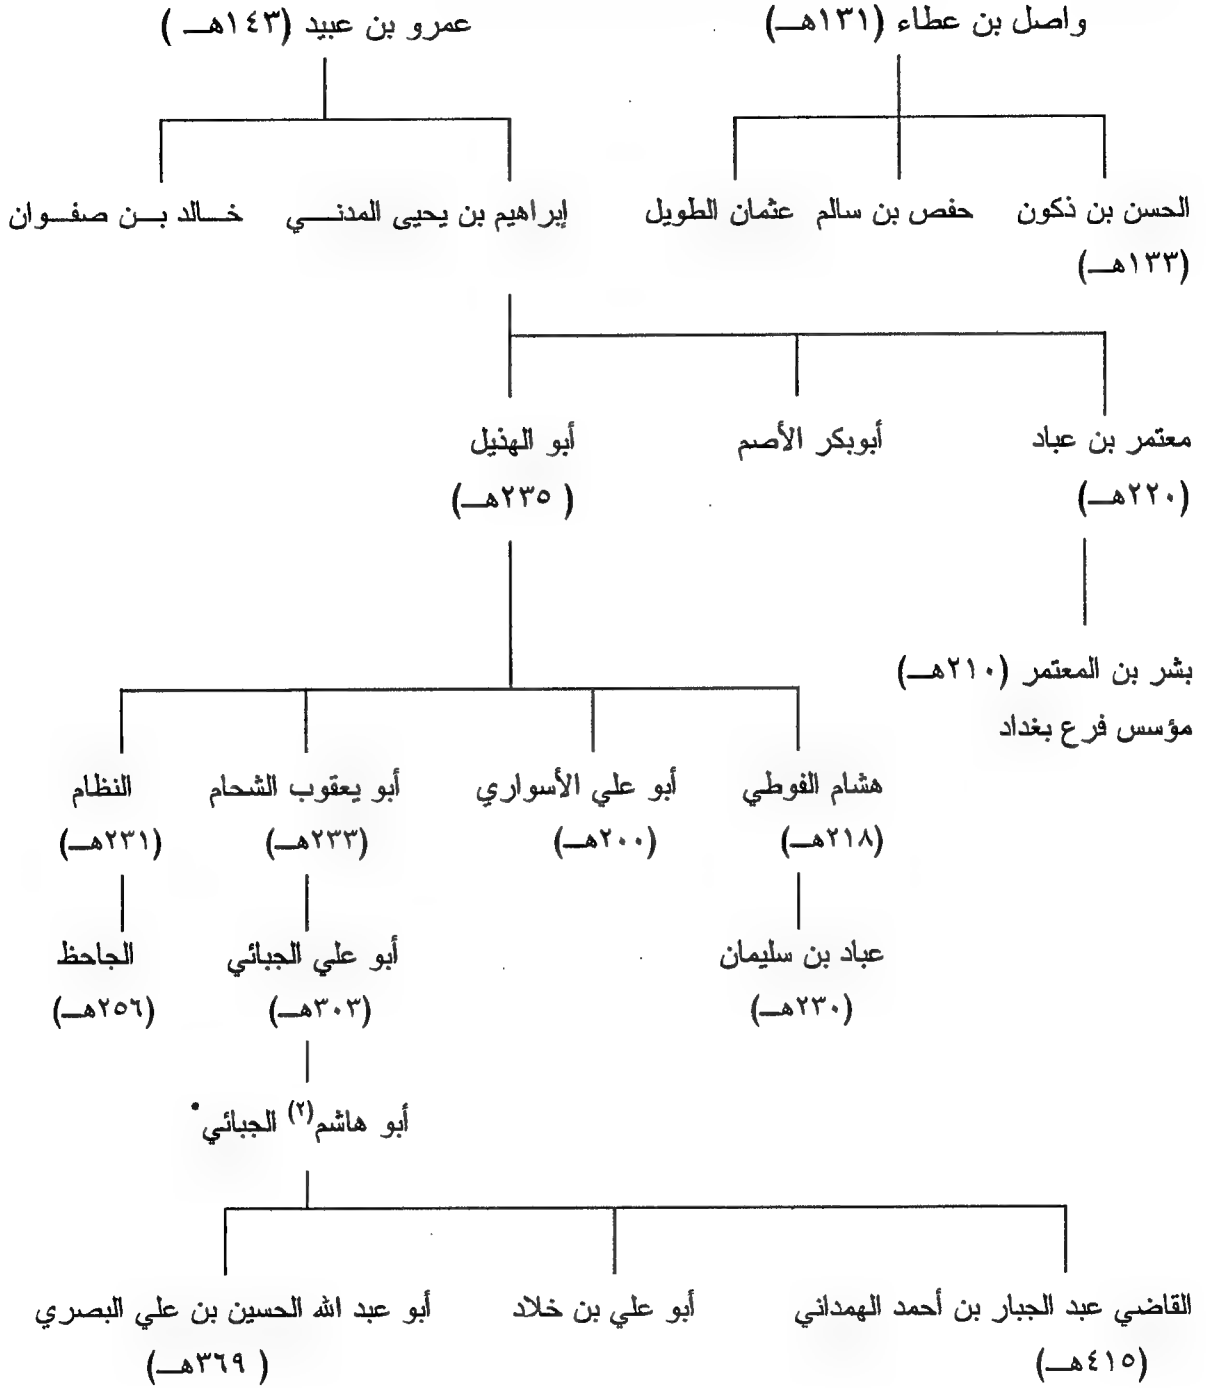 واصل بن عطاء (١٣١هـ) عمرو بن عبيد (١٤٣هـ )
الحسن بن ذكون حفص بن سالم عثمان الطويل إبراهيم بن يحيى المدنـــي خـــالد بـــن صفـــوان
(١٣٣هـ)
معتمر بن عباد أبوبكر الأصم أبو الهذيل
(٢٢٠هـ) ( ٢٣٥هـ)
بشر بن المعتمر (٢١٠هـ)
مؤسس فرع بغداد
هشام الفوطي أبو علي الأسواري أبو يعقوب الشحام النظام
(٢١٨هـ) (٢٠٠هـ) (٢٣٣هـ) (٢٣١هـ)
عباد بن سليمان أبو علي الجبائي الجاحظ
(٢٣٠هـ) (٣٠٣هـ) (٢٥٦هـ)
أبو هاشم(٢) الجبائي•
القاضي عبد الجبار بن أحمد الهمداني أبو علي بن خلاد أبو عبد الله الحسين بن علي البصري
(٤١٥هـ) ( ٣٦٩هـ)